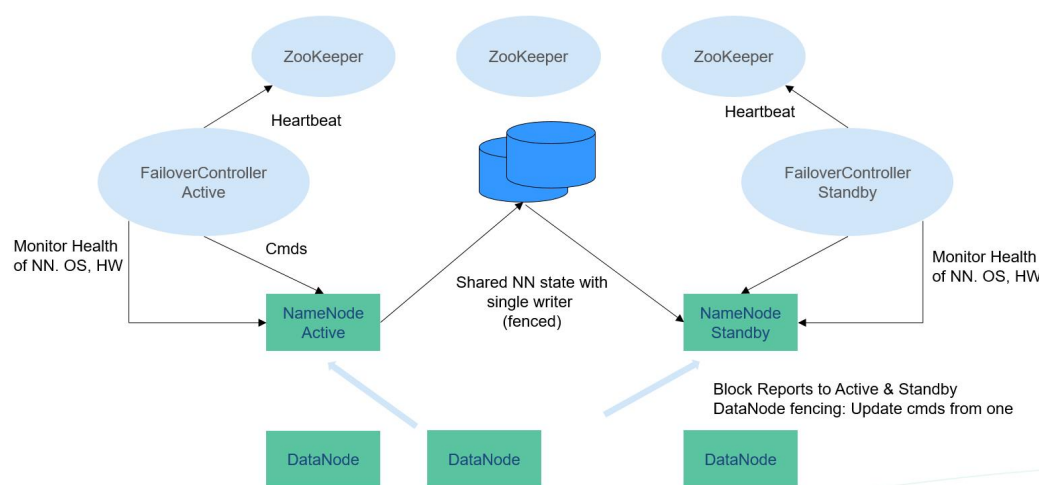 ZooKeeper
ZooKeeper
ZooKeeper
Heartbeat
Heartbeat
FailoverController
Active
FailoverController
Standby
Monitor Health
of NN. OS, HW
Cmds
Monitor Health
of NN. OS, HW
Shared NN state with
single writer
(fenced)
NameNode
Active
NameNode
Standby
Block Reports to Active & Standby
DataNode fencing: Update cmds from one
DataNode
DataNode
DataNode